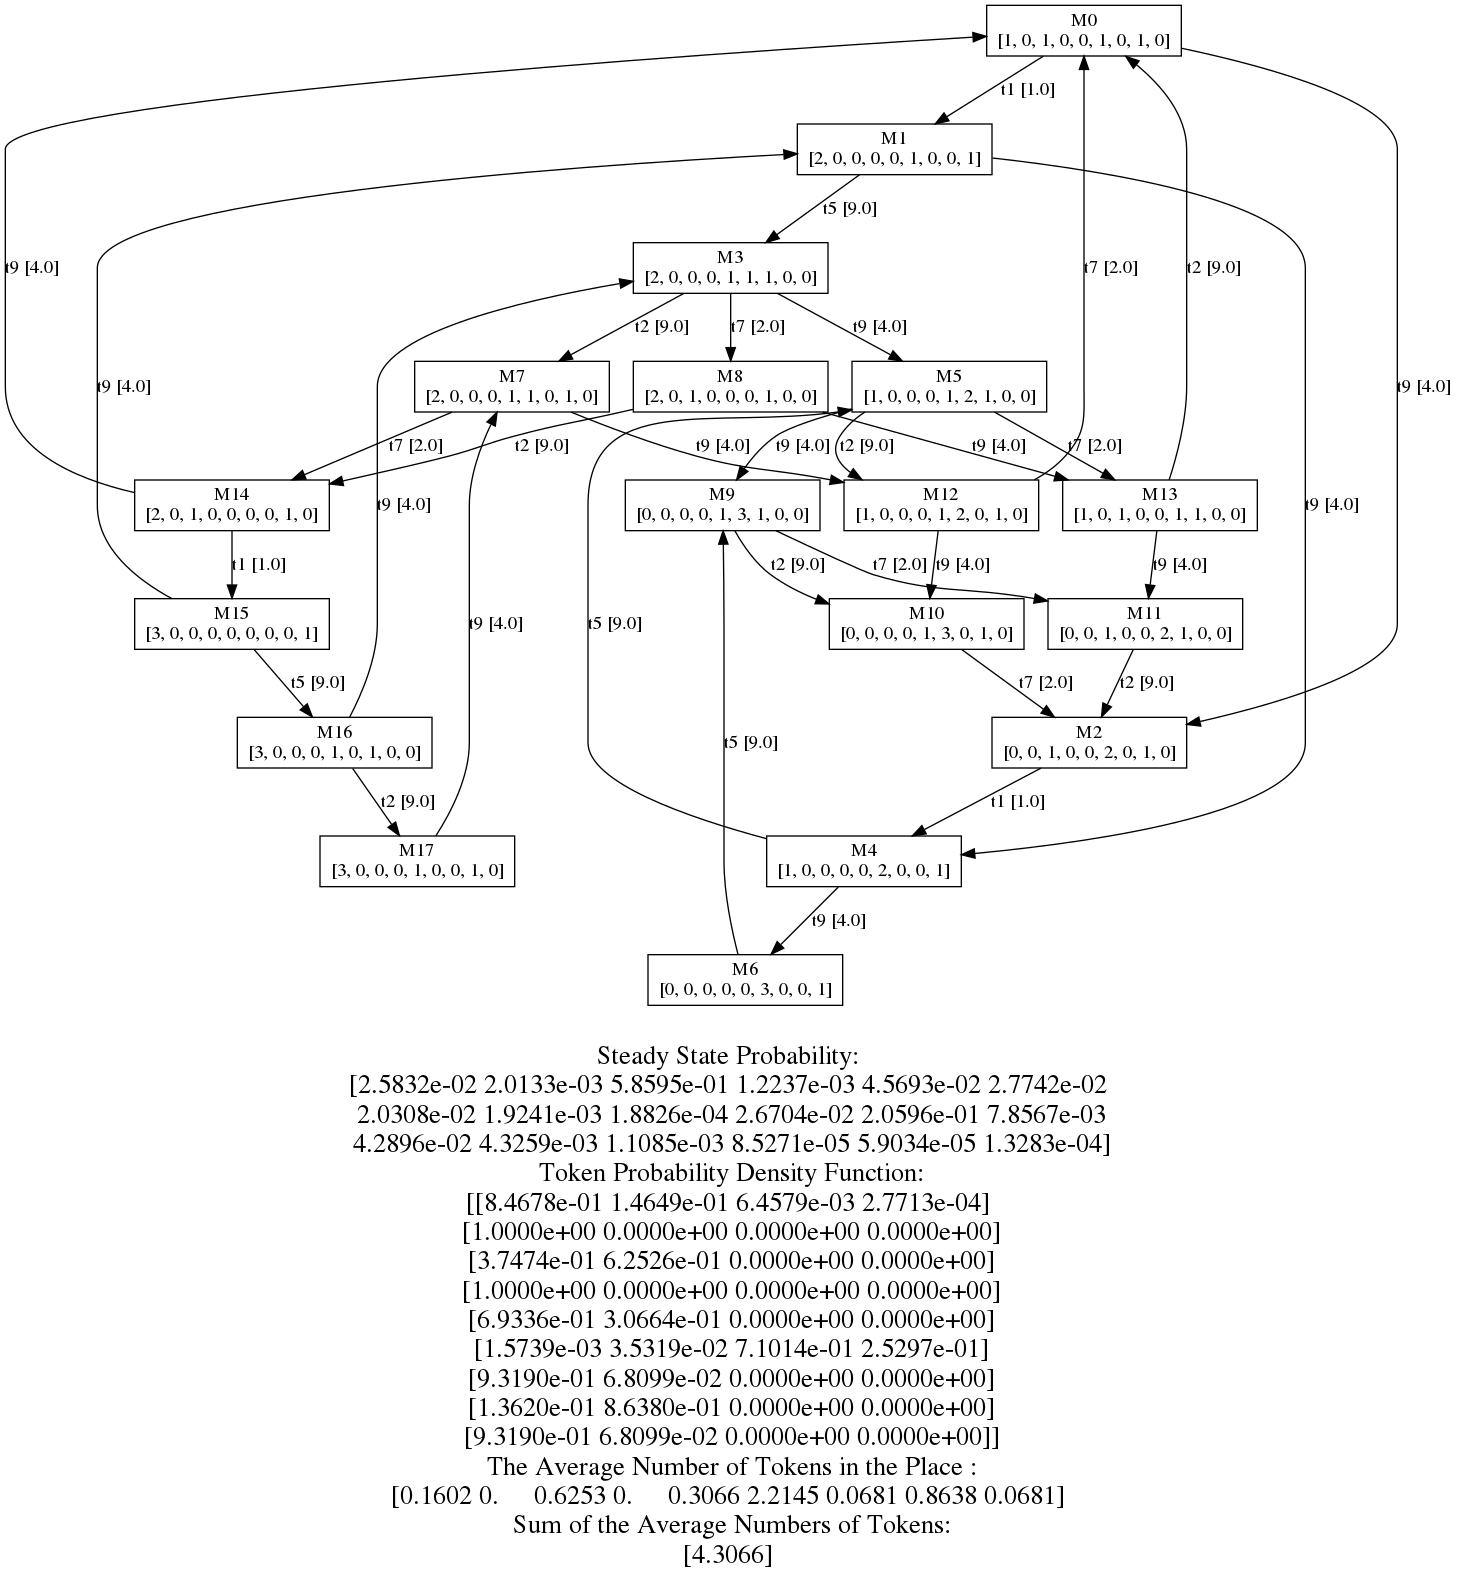 M0
[1, 0, 1, 0, 0, 1, 0, 1, 0]
t1 [1.0]
M1
[2, 0, 0, 0, 0, 1, 0, 0, 1]
t5 [9.0]
M3
[2, 0, 0, 0, 1, 1, 1, 0, 0]
t9 [4.0]
t7 [2.0]
t2 [9.0]
t2 [9.0]
t7 [2.0]
t9 [4.0]
t9 [4.0]
t9 [4.0]
M7
[2, 0, 0, 0, 1, 1, 0, 1, 0]
M8
[2, 0, 1, 0, 0, 0, 1, 0, 0]
M5
[1, 0, 0, 0, 1, 2, 1, 0, 0]
t7 [2.0]
t2 [9.0]
t9 [4.0]
t9 [4.0]
t2 [9.0]
t9 [4.0]
t7 [2.0]
M14
[2, 0, 1, 0, 0, 0, 0, 1, 0]
M9
[0, 0, 0, 0, 1, 3, 1, 0, 0]
M12
[1, 0, 0, 0, 1, 2, 0, 1, 0]
M13
[1, 0, 1, 0, 0, 1, 1, 0, 0]
t9 [4.0]
t9 [4.0]
t1 [1.0]
t2 [9.0]
t7 [2.0]
t9 [4.0]
t9 [4.0]
M15
[3, 0, 0, 0, 0, 0, 0, 0, 1]
M10
[0, 0, 0, 0, 1, 3, 0, 1, 0]
M11
[0, 0, 1, 0, 0, 2, 1, 0, 0]
t9 [4.0]
t5 [9.0]
t5 [9.0]
t7 [2.0]
t2 [9.0]
M16
[3, 0, 0, 0, 1, 0, 1, 0, 0]
t5 [9.0]
M2
[0, 0, 1, 0, 0, 2, 0, 1, 0]
t2 [9.0]
t1 [1.0]
M17
[3, 0, 0, 0, 1, 0, 0, 1, 0]
M4
[1, 0, 0, 0, 0, 2, 0, 0, 1]
t9 [4.0]
M6
[0, 0, 0, 0, 0, 3, 0, 0, 1]
Steady State Probability:
[2.5832e-02 2.0133e-03 5.8595e-01 1.2237e-03 4.5693e-02 2.7742e-02
2.0308e-02 1.9241e-03 1.8826e-04 2.6704e-02 2.0596e-01 7.8567e-03
4.2896e-02 4.3259e-03 1.1085e-03 8.5271e-05 5.9034e-05 1.3283e-04]
Token Probability Density Function:
[[8.4678e-01 1.4649e-01 6.4579e-03 2.7713e-04]
[1.0000e+00 0.0000e+00 0.0000e+00 0.0000e+00]
[3.7474e-01 6.2526e-01 0.0000e+00 0.0000e+00]
[1.0000e+00 0.0000e+00 0.0000e+00 0.0000e+00]
[6.9336e-01 3.0664e-01 0.0000e+00 0.0000e+00]
[1.5739e-03 3.5319e-02 7.1014e-01 2.5297e-01]
[9.3190e-01 6.8099e-02 0.0000e+00 0.0000e+00]
[1.3620e-01 8.6380e-01 0.0000e+00 0.0000e+00]
[9.3190e-01 6.8099e-02 0.0000e+00 0.0000e+00]]
The Average Number of Tokens in the Place :
[0.1602 0. 0.6253 0. 0.3066 2.2145 0.0681 0.8638 0.0681]
Sum of the Average Numbers of Tokens:
[4.3066]